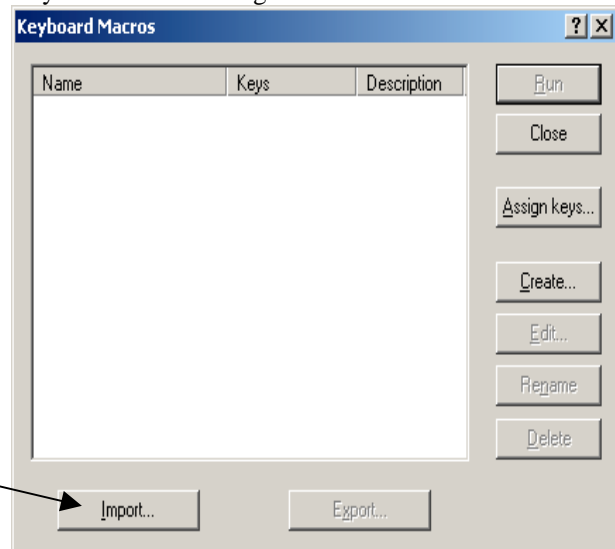 Keyboard Macros
Name Keys Description
Run
Close
Assign keys...
Create...
Edit...
Rename
Delete
Import... Export...